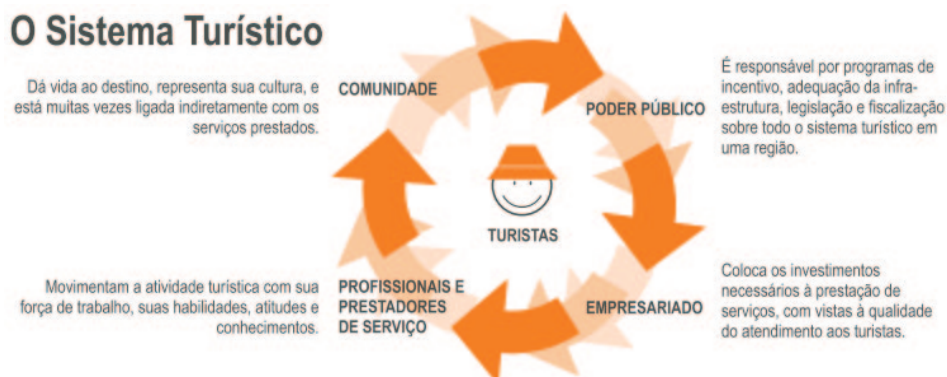 O Sistema Turístico
Dá vida ao destino, representa sua cultura, e
está muitas vezes ligada indiretamente com os
serviços prestados.
COMUNIDADE
PODER PÚBLICO
É responsável por programas de
incentivo, adequação da infra-
estrutura, legislação e fiscalização
sobre todo o sistema turístico em
uma região.
TURISTAS
Movimentam a atividade turística com sua
força de trabalho, suas habilidades, atitudes e
conhecimentos.
PROFISSIONAIS E
PRESTADORES
DE SERVIÇO
EMPRESARIADO
Coloca os investimentos
necessários à prestação de
serviços, com vistas à qualidade
do atendimento aos turistas.